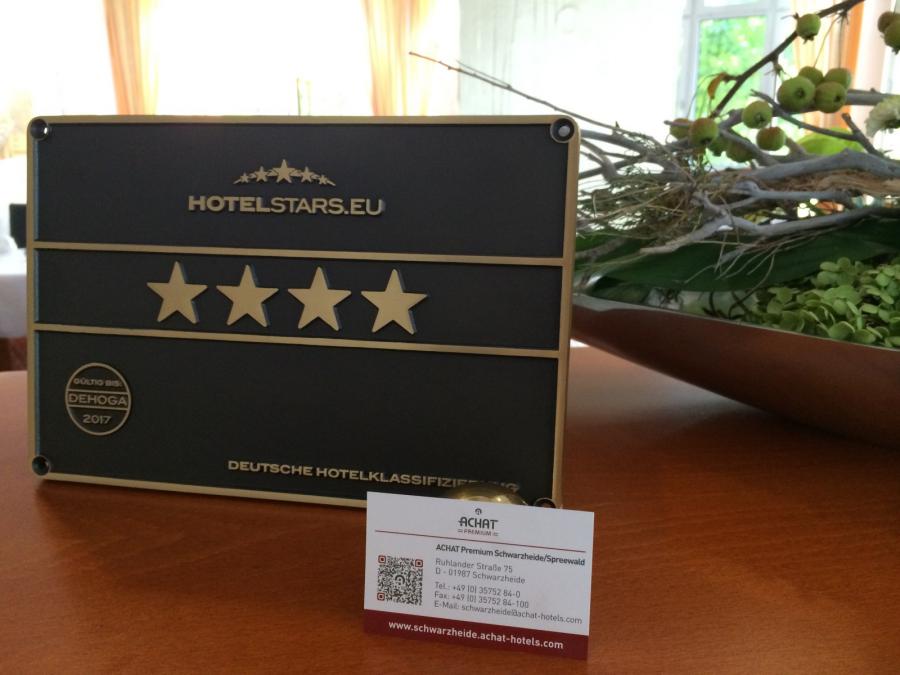 HOTELSTARS.EU
GÜLTIG BIS:
DEHOGA
2017
DEUTSCHE HOTELKLASSIFIZIERUNG
ACHAT
PREMIUM
ACHAT Premium Schwarzheide/Spreewald
Ruhlander Straße 75
D - 01987 Schwarzheide
Tel.: +49 (0) 35752 84-0
Fax: +49 (0) 35752 84-100
E-Mail: schwarzheide@achat-hotels.com
www.schwarzheide.achat-hotels.com